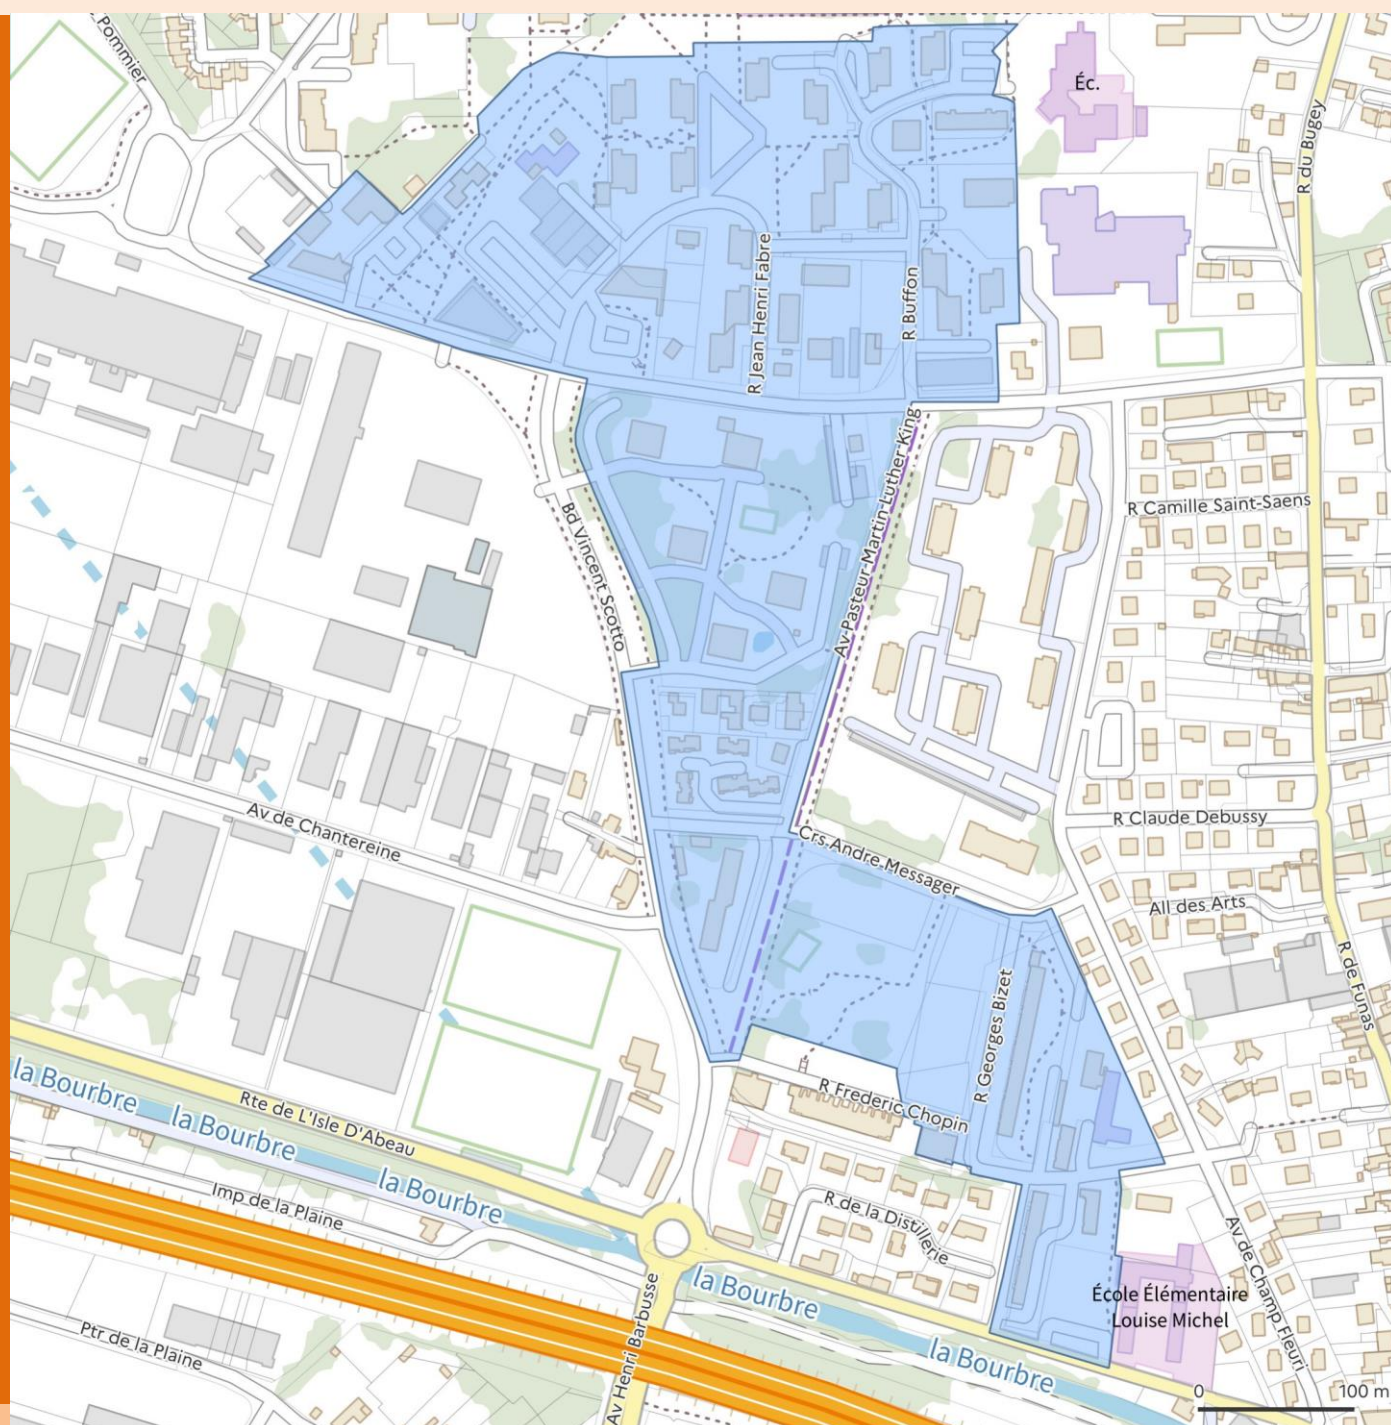 R Pommier
Éc.
R du Bugey
R Jean Henri Fabre
R Buffon
Av Pasteur Martin Luther King
R Camille Saint-Saens
Bd Vincent Scotto
Av de Chantereine
Crs Andre Messager
R Claude Debussy
All des Arts
R de Funas
R Georges Bizet
la Bourbre
la Bourbre
Rte de L'Isle D'Abeau
R Frederic Chopin
la Bourbre
Imp de la Plaine
R de la Distillerie
Av de Champ Fleuri
la Bourbre
École Élémentaire
Louise Michel
Ptr de la Plaine
Av Henri Barbusse
la Bourbre
0 100 m